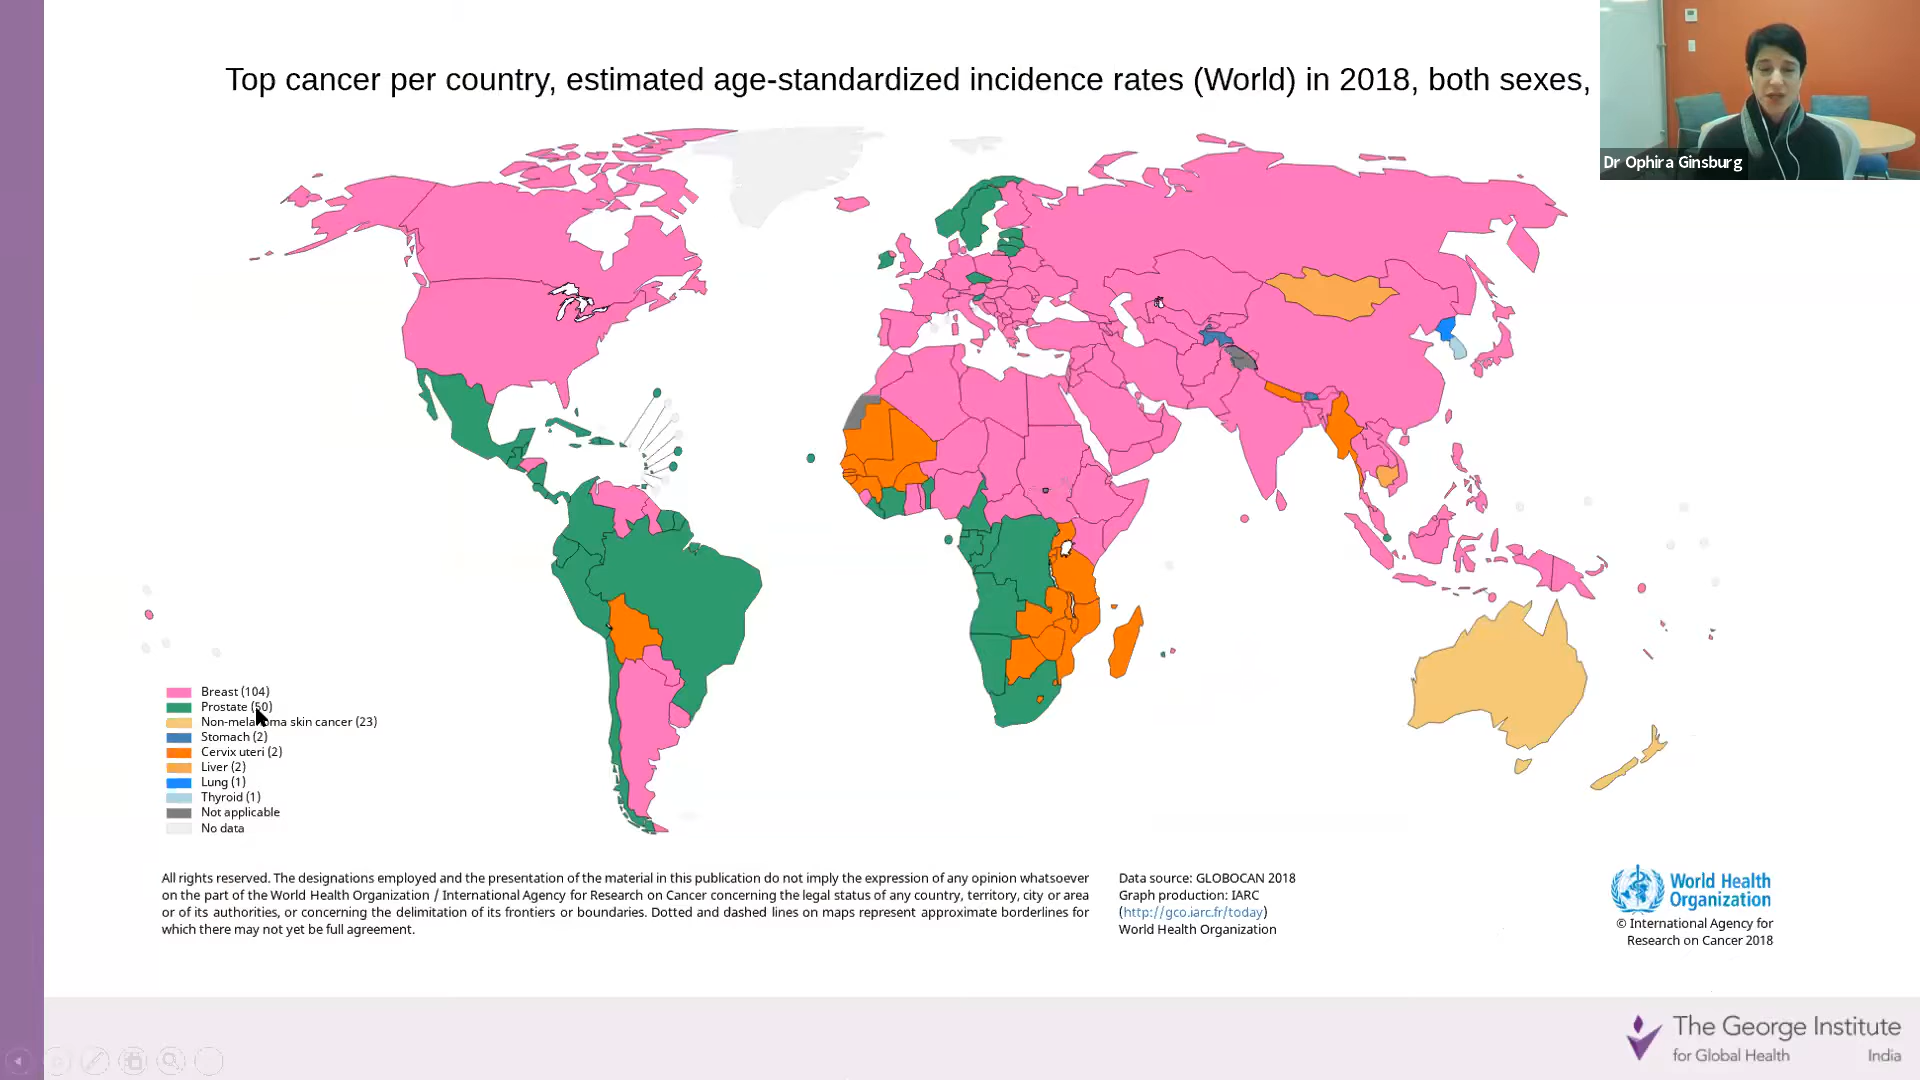 Top cancer per country, estimated age-standardized incidence rates (World) in 2018, both sexes,
Dr Ophira Ginsburg
Breast (104)
Prostate (50)
Non-melanoma skin cancer (23)
Stomach (2)
Cervix uteri (2)
Liver (2)
Lung (1)
Thyroid (1)
Not applicable
No data
All rights reserved. The designations employed and the presentation of the material in this publication do not imply the expression of any opinion whatsoever
on the part of the World Health Organization / International Agency for Research on Cancer concerning the legal status of any country, territory, city or area
or of its authorities, or concerning the delimitation of its frontiers or boundaries. Dotted and dashed lines on maps represent approximate borderlines for
which there may not yet be full agreement.
Data source: GLOBOCAN 2018
Graph production: IARC
(http://gco.iarc.fr/today)
World Health Organization
World Health
Organization
© International Agency for
Research on Cancer 2018
The George Institute
for Global Health India